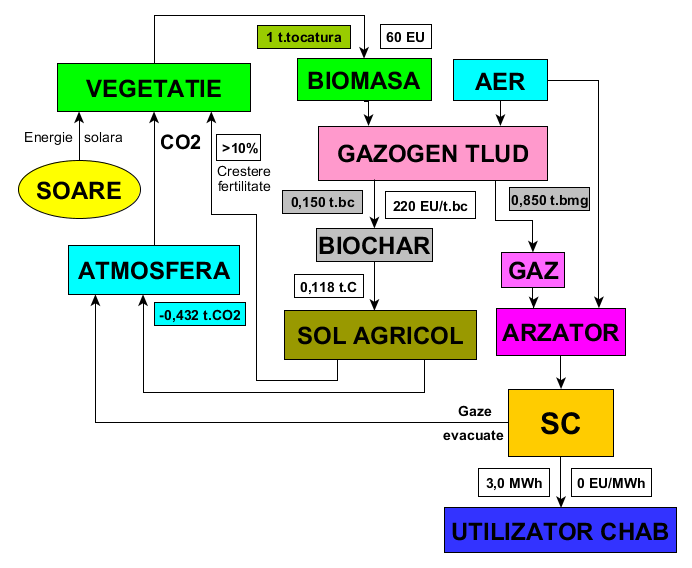 1 t.tocatura
60 EU
VEGETATIE
BIOMASA
AER
Energie solara
CO2
>10%
Crestere
fertilitate
GAZOGEN TLUD
SOARE
0,150 t.bc
220 EU/t.bc
0,850 t.bmg
BIOCHAR
ATMOSFERA
GAZ
0,118 t.C
-0,432 t.CO2
SOL AGRICOL
ARZATOR
Gaze
evacuate
SC
3,0 MWh
0 EU/MWh
UTILIZATOR CHAB